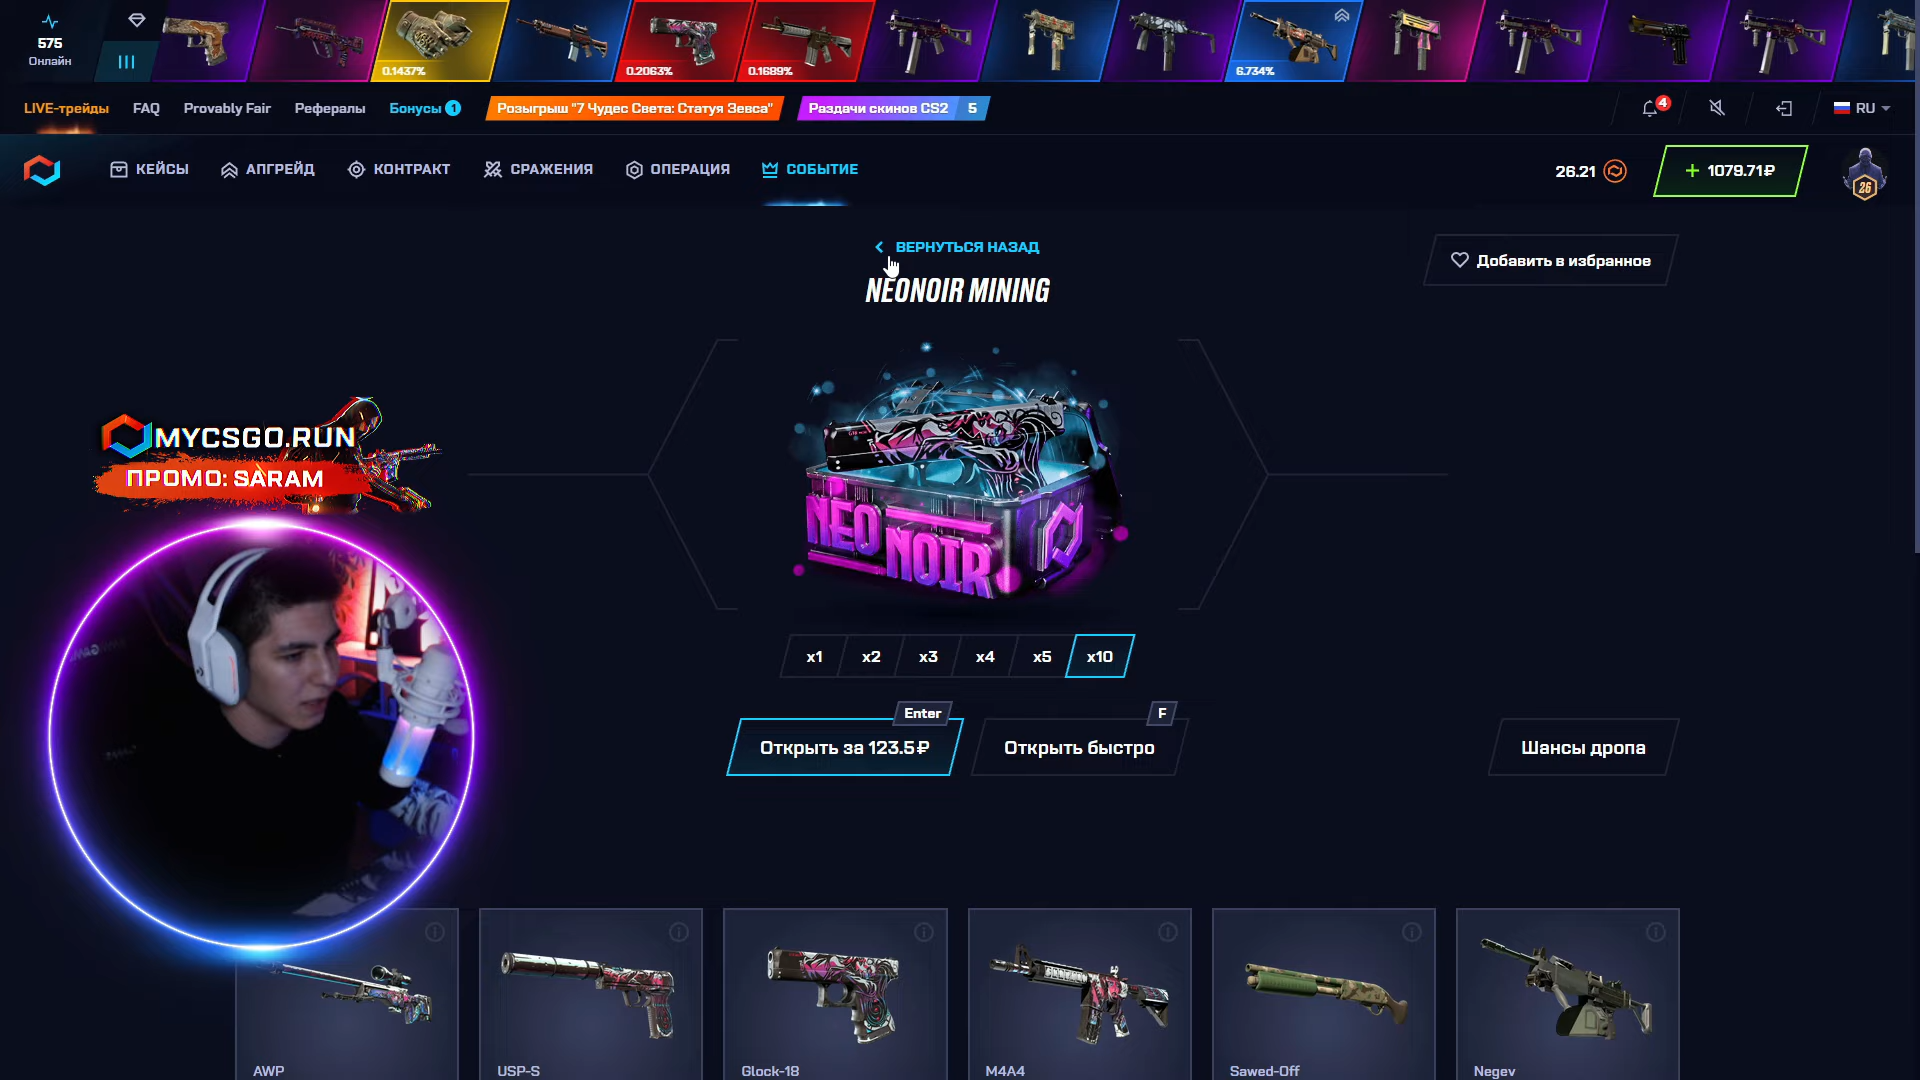 575
Онлайн
0.1437%
0.2063%
0.1689%
6.734%
LIVE-трейды
FAQ
Provably Fair
Рефералы
Бонусы 1
Розыгрыш "7 Чудес Света: Статуя Зевса"
Раздачи скинов CS2 5
4
RU
КЕЙСЫ
АПГРЕЙД
КОНТРАКТ
СРАЖЕНИЯ
ОПЕРАЦИЯ
СОБЫТИЕ
26.21
+ 1079.71₽
26
ВЕРНУТЬСЯ НАЗАД
NEONOIR MINING
Добавить в избранное
NEO
NOIR
MYCSGO.RUN
ПРОМО: SARAM
x1
x2
x3
x4
x5
x10
Enter
Открыть за 123.5₽
F
Открыть быстро
Шансы дропа
AWP
USP-S
Glock-18
M4A4
Sawed-Off
Negev